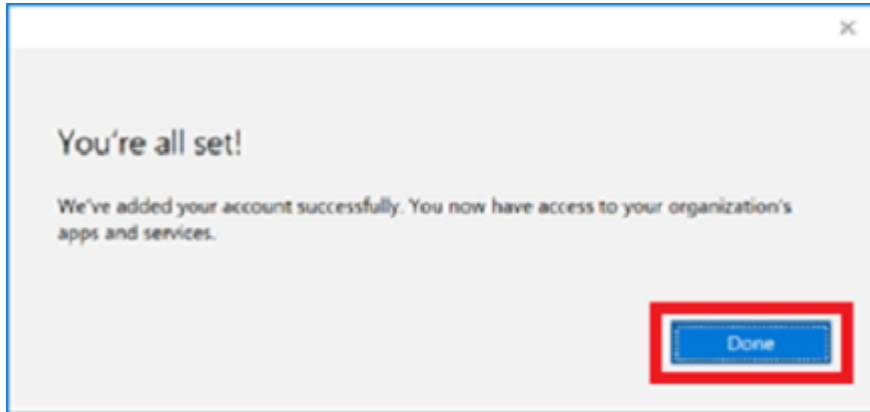 You're all set!
We've added your account successfully. You now have access to your organization's
apps and services.
Done